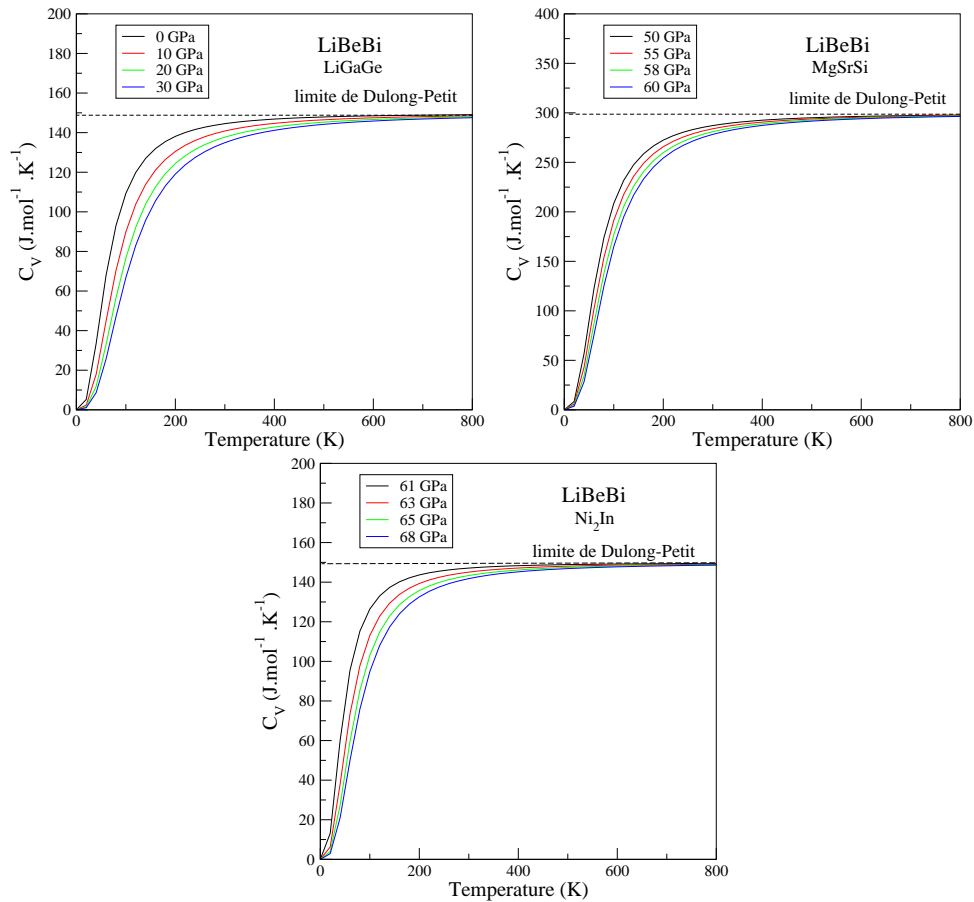 0 GPa
10 GPa
20 GPa
30 GPa
LiBeBi
LiGaGe
limite de Dulong-Petit
200
180
160
140
120
100
80
60
40
20
0
C_V (J.mol⁻¹ .K⁻¹)
0 200 400 600 800
Temperature (K)
50 GPa
55 GPa
58 GPa
60 GPa
LiBeBi
MgSrSi
limite de Dulong-Petit
400
350
300
250
200
150
100
50
0
C_V (J.mol⁻¹ .K⁻¹)
0 200 400 600 800
Temperature (K)
61 GPa
63 GPa
65 GPa
68 GPa
LiBeBi
Ni₂In
limite de Dulong-Petit
200
180
160
140
120
100
80
60
40
20
0
C_V (J.mol⁻¹ .K⁻¹)
0 200 400 600 800
Temperature (K)